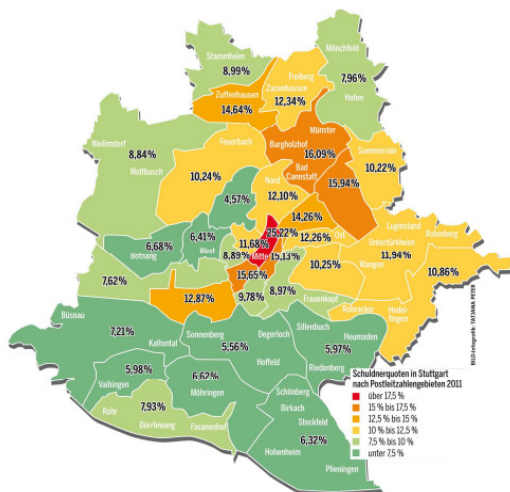 Mönchfeld
7,96%
Hofen
Stammheim
8,99%
Freiberg
Zazenhausen
12,34%
Zuffenhausen
14,64%
Münster
Burgholzhof
16,09%
Bad
Cannstatt
15,94%
Sommerrain
10,22%
Weilimdorf
8,84%
Wolfbusch
Feuerbach
10,24%
Nord
12,10%
4,57%
14,26%
Luginsland
Rotenberg
Untertürkheim
11,94%
10,86%
25,22%
11,68%
Ost
12,26%
6,41%
West
6,68%
Botnang
8,89%
Mitte
15,13%
10,25%
Wangen
15,65%
7,62%
9,78%
8,97%
Frauenkopf
Rohracker
Hedel-
fingen
12,87%
Büsnau
7,21%
Kaltental
Sonnenberg
Degerloch
5,56%
Hoffeld
Sillenbuch
Heumaden
5,97%
Riedenberg
5,98%
Vaihingen
6,62%
Möhringen
Schönberg
Birkach
Steckfeld
7,93%
Rohr
Dürrlewang
Fasanenhof
6,32%
Hohenheim
Plieningen
BILD-Infografik: TATIANA PETER
Schuldnerquoten in Stuttgart
nach Postleitzahlengebieten 2011
über 17,5 %
15 % bis 17,5 %
12,5 % bis 15 %
10 % bis 12,5 %
7,5 % bis 10 %
unter 7,5 %